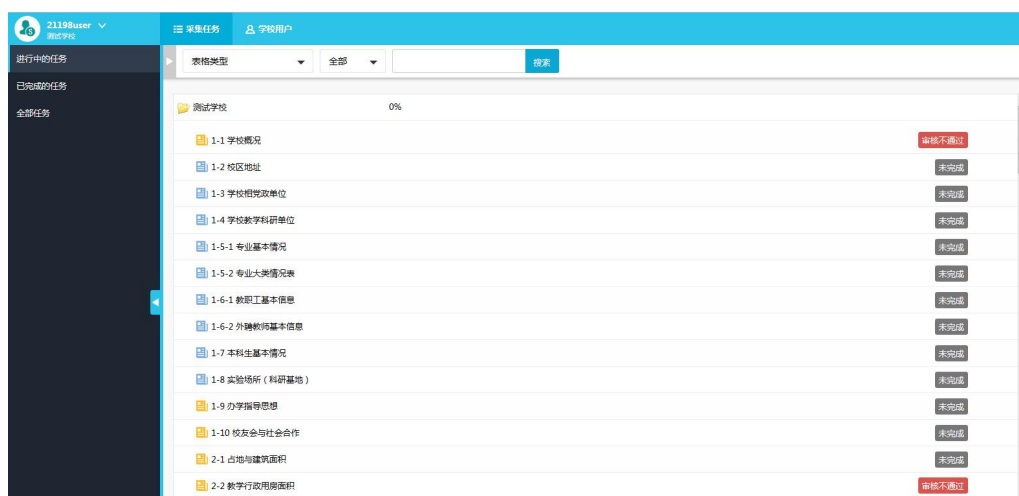 21198user
测试学校
采集任务 学校用户
进行中的任务
已完成的任务
全部任务
表格类型 全部 搜索
测试学校 0%
1-1 学校概况 审核不通过
1-2 校区地址 未完成
1-3 学校相党政单位 未完成
1-4 学校教学科研单位 未完成
1-5-1 专业基本情况 未完成
1-5-2 专业大类情况表 未完成
1-6-1 教职工基本信息 未完成
1-6-2 外聘教师基本信息 未完成
1-7 本科生基本情况 未完成
1-8 实验场所（科研基地） 未完成
1-9 办学指导思想 未完成
1-10 校友会与社会合作 未完成
2-1 占地与建筑面积 未完成
2-2 教学行政用房面积 审核不通过